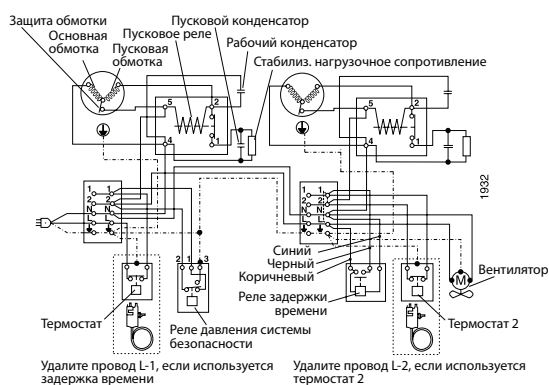 Защита обмотки
Пусковой конденсатор
Основная обмотка
Пусковое реле
Рабочий конденсатор
Пусковая обмотка
Стабилиз. нагрузочное сопротивление
5
2
4
1
5
2
4
1
1932
1
2
N
L
1
2
N
L
1
2
N
L
1
2
N
L
2
1
3
Синий
Черный
Коричневый
M
Вентилятор
Термостат
Реле давления системы безопасности
Реле задержки времени
Термостат 2
Удалите провод L-1, если используется
задержка времени
Удалите провод L-2, если используется
термостат 2